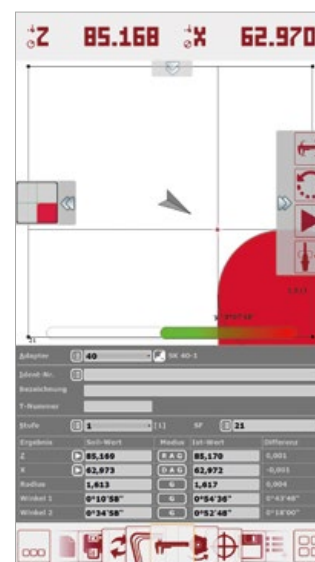 Z 85.168 X 62.970
21
Adapter 40 SK 40-1
Ident-Nr.
Bezeichnung
T-Nummer
Stufe 1 [1] SF 21
Ergebnis Soll-Wert Modus Ist-Wert Differenz
Z 85,169 R A G 85,170 0,001
X 62,973 D A G 62,972 -0,001
Radius 1,613 G 1,617 0,004
Winkel 1 0°10'58" G 0°54'36" 0°43'48"
Winkel 2 0°34'58" G 0°52'48" 0°18'00"